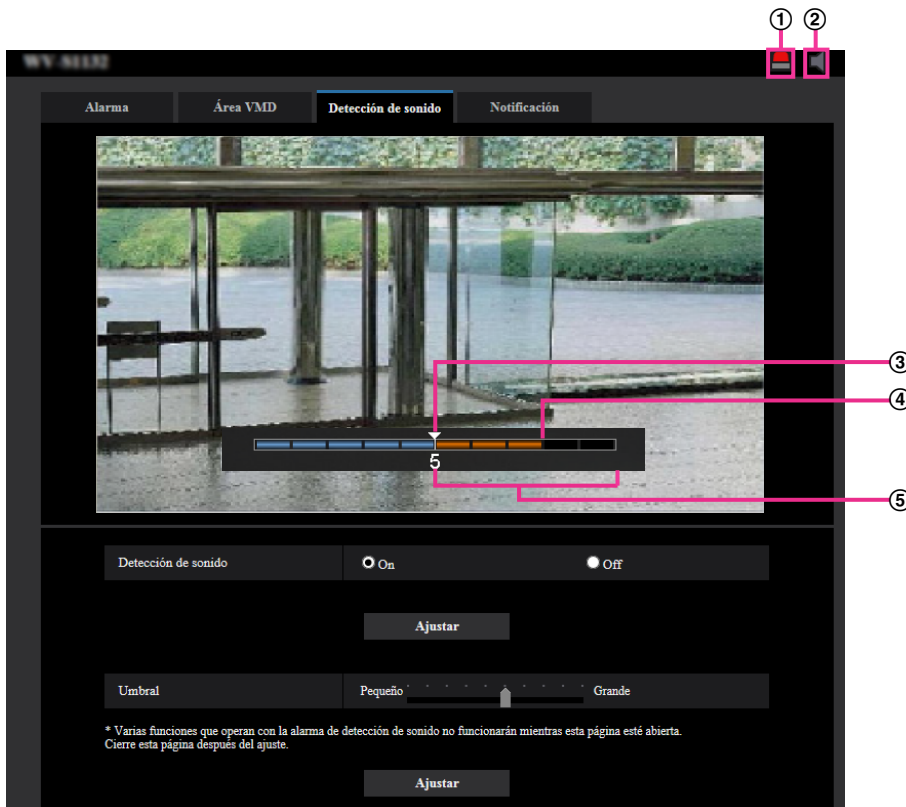 ① ②
Alarma Área VMD Detección de sonido Notificación
③
④
5
⑤
Detección de sonido On Off
Ajustar
Umbral Pequeño Grande
* Varias funciones que operan con la alarma de detección de sonido no funcionarán mientras esta página esté abierta.
Cierre esta página después del ajuste.
Ajustar